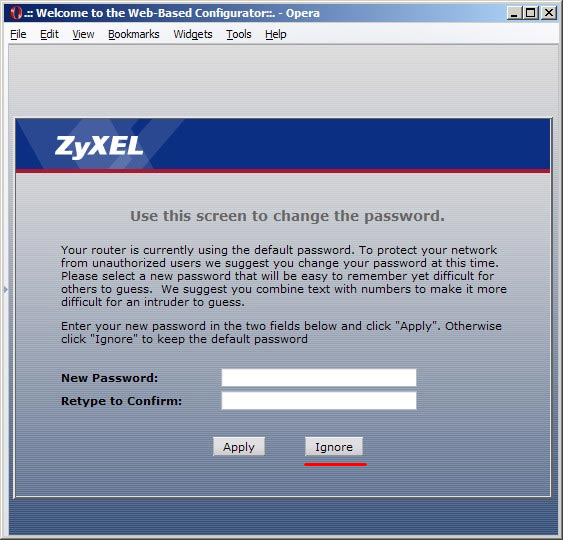 .:: Welcome to the Web-Based Configurator::. - Opera
File Edit View Bookmarks Widgets Tools Help
ZyXEL
Use this screen to change the password.
Your router is currently using the default password. To protect your network
from unauthorized users we suggest you change your password at this time.
Please select a new password that will be easy to remember yet difficult for
others to guess. We suggest you combine text with numbers to make it more
difficult for an intruder to guess.
Enter your new password in the two fields below and click "Apply". Otherwise
click "Ignore" to keep the default password
New Password:
Retype to Confirm:
Apply Ignore